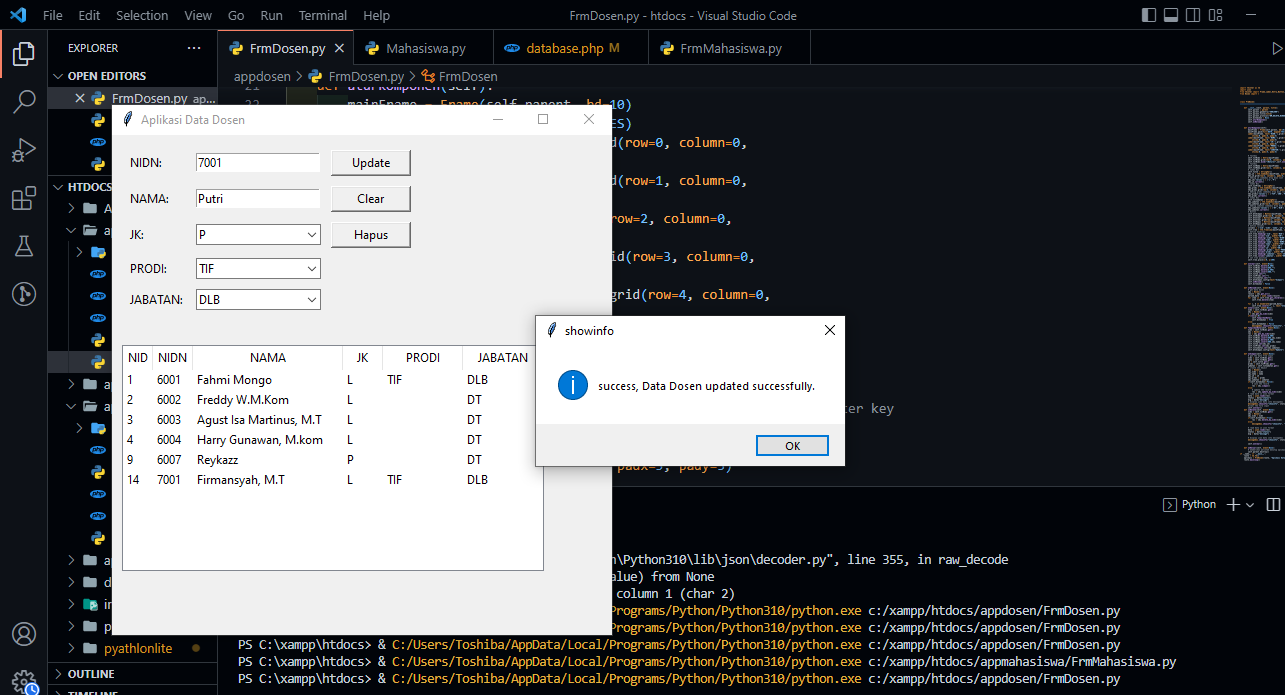 File Edit Selection View Go Run Terminal Help FrmDosen.py - htdocs - Visual Studio Code
EXPLORER
FrmDosen.py Mahasiswa.py database.php M FrmMahasiswa.py
OPEN EDITORS
FrmDosen.py ap...
HTDOCS
pyathlonlite
OUTLINE
TIMELINE
appdosen > FrmDosen.py > FrmDosen
21 def aturKomponen(self):
22 mainFrame = Frame(self.parent, bd=10)
ES)
d(row=0, column=0,
d(row=1, column=0,
row=2, column=0,
id(row=3, column=0,
grid(row=4, column=0,
ter key
padx=5, pady=5)
Aplikasi Data Dosen
NIDN: 7001 Update
NAMA: Putri Clear
JK: P Hapus
PRODI: TIF
JABATAN: DLB
NID NIDN NAMA JK PRODI JABATAN
1 6001 Fahmi Mongo L TIF DLB
2 6002 Freddy W.M.Kom L DT
3 6003 Agust Isa Martinus, M.T L DT
4 6004 Harry Gunawan, M.kom L DT
9 6007 Reykazz P DT
14 7001 Firmansyah, M.T L TIF DLB
showinfo
success, Data Dosen updated successfully.
OK
Python
n\Python310\lib\json\decoder.py", line 355, in raw_decode
alue) from None
column 1 (char 2)
Programs/Python/Python310/python.exe c:/xampp/htdocs/appdosen/FrmDosen.py
Programs/Python/Python310/python.exe c:/xampp/htdocs/appdosen/FrmDosen.py
PS C:\xampp\htdocs> & C:/Users/Toshiba/AppData/Local/Programs/Python/Python310/python.exe c:/xampp/htdocs/appdosen/FrmDosen.py
PS C:\xampp\htdocs> & C:/Users/Toshiba/AppData/Local/Programs/Python/Python310/python.exe c:/xampp/htdocs/appmahasiswa/FrmMahasiswa.py
PS C:\xampp\htdocs> & C:/Users/Toshiba/AppData/Local/Programs/Python/Python310/python.exe c:/xampp/htdocs/appdosen/FrmDosen.py